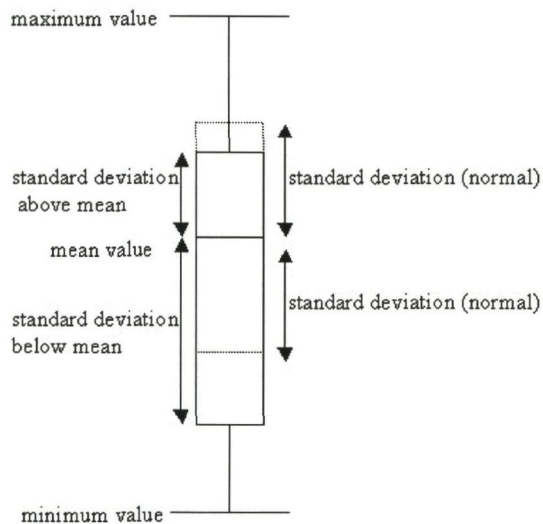 maximum value
standard deviation
above mean
standard deviation (normal)
mean value
standard deviation
below mean
standard deviation (normal)
minimum value